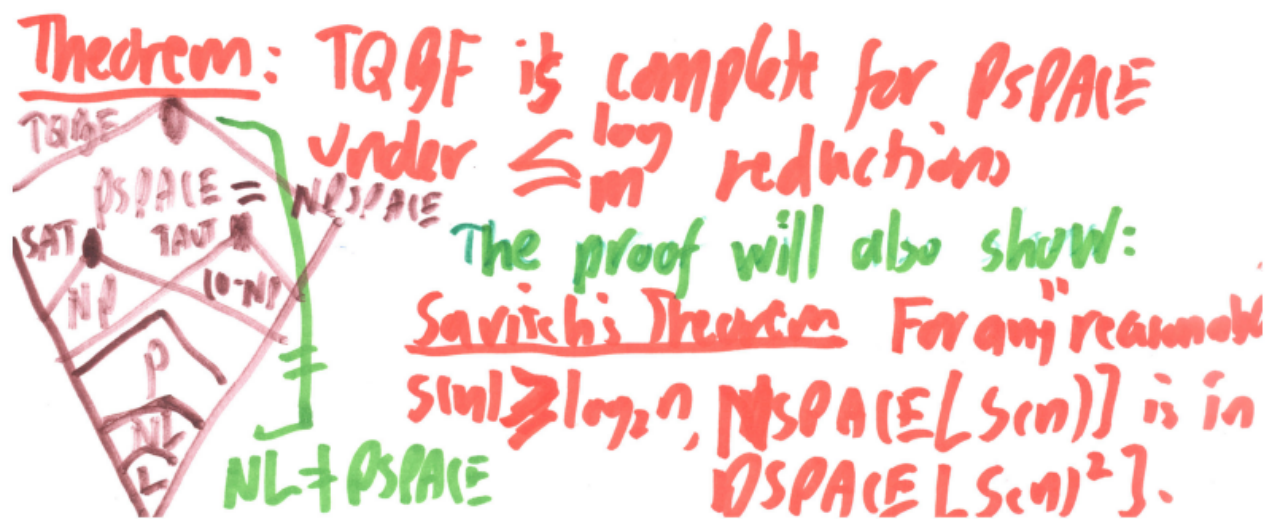 Theorem: TQBF is complete for PSPACE
under ≤ log m reductions
The proof will also show:
Savitch's Theorem For any "reasonable
s(n) ≥ log₂ n, NSPACE[s(n)] is in
DSPACE[s(n)²].
TQBF
PSPACE = NPSPACE
SAT TAUT
NP co-NP
P
NL
L
≠
NL ≠ PSPACE